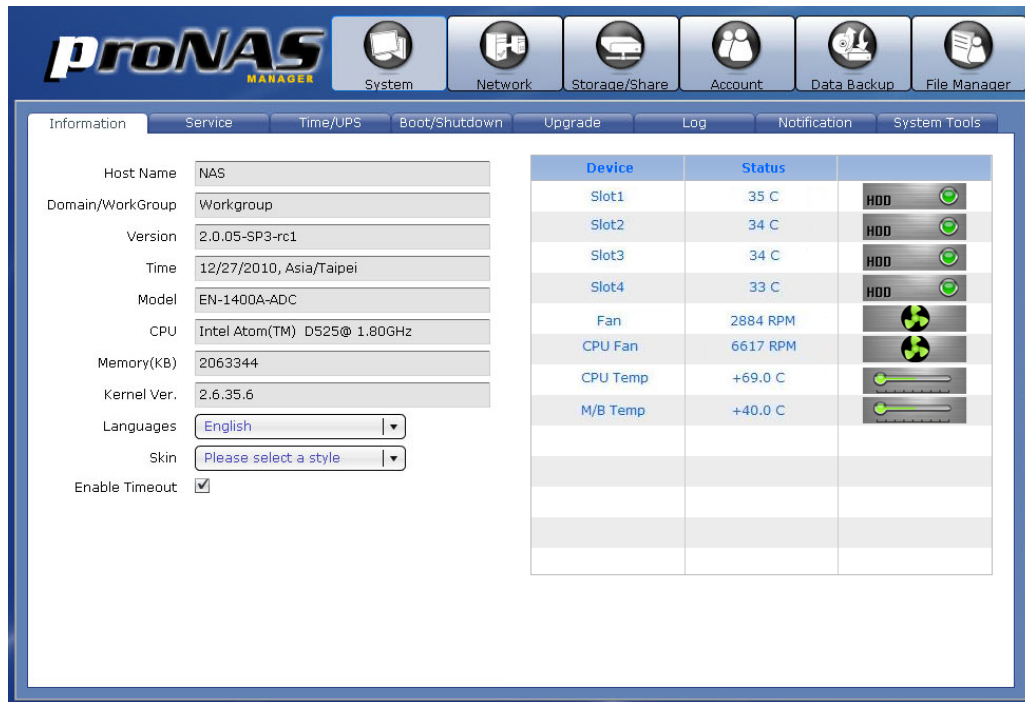 proNAS
MANAGER
System
Network
Storage/Share
Account
Data Backup
File Manager
Information
Service
Time/UPS
Boot/Shutdown
Upgrade
Log
Notification
System Tools
Host Name NAS
Domain/WorkGroup Workgroup
Version 2.0.05-SP3-rc1
Time 12/27/2010, Asia/Taipei
Model EN-1400A-ADC
CPU Intel Atom(TM) D525@ 1.80GHz
Memory(KB) 2063344
Kernel Ver. 2.6.35.6
Languages English
Skin Please select a style
Enable Timeout
Device Status
Slot1 35 C HDD
Slot2 34 C HDD
Slot3 34 C HDD
Slot4 33 C HDD
Fan 2884 RPM
CPU Fan 6617 RPM
CPU Temp +69.0 C
M/B Temp +40.0 C